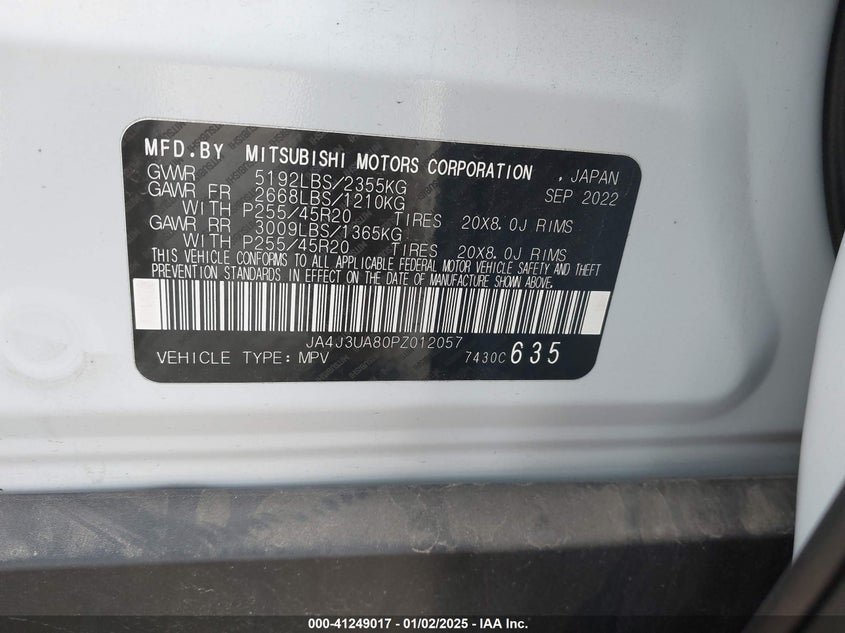 MFD.BY MITSUBISHI MOTORS CORPORATION , JAPAN
GVWR 5192LBS/2355KG SEP 2022
GAWR FR 2668LBS/1210KG
WITH P255/45R20 TIRES 20X8.0J RIMS
GAWR RR 3009LBS/1365KG
WITH P255/45R20 TIRES 20X8.0J RIMS
THIS VEHICLE CONFORMS TO ALL APPLICABLE FEDERAL MOTOR VEHICLE SAFETY AND THEFT
PREVENTION STANDARDS IN EFFECT ON THE DATE OF MANUFACTURE SHOWN ABOVE.
JA4J3UA80PZ012057
VEHICLE TYPE: MPV 7430C 635
000-41249017 - 01/02/2025 - IAA Inc.